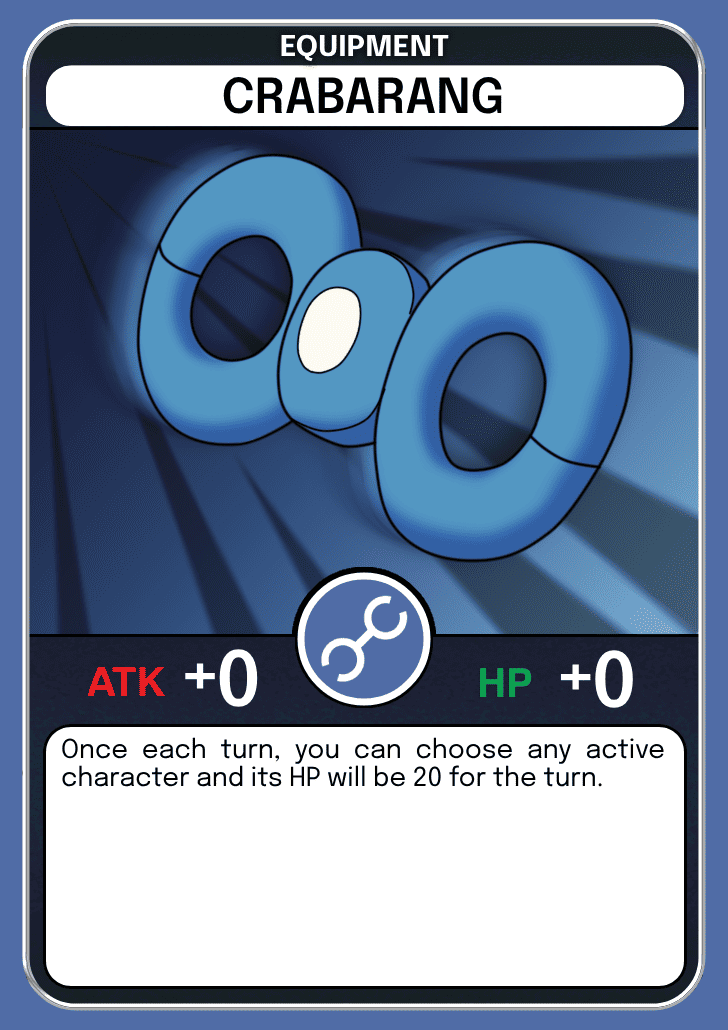 EQUIPMENT
CRABARANG
ATK +0 HP +0
Once each turn, you can choose any active
character and its HP will be 20 for the turn.